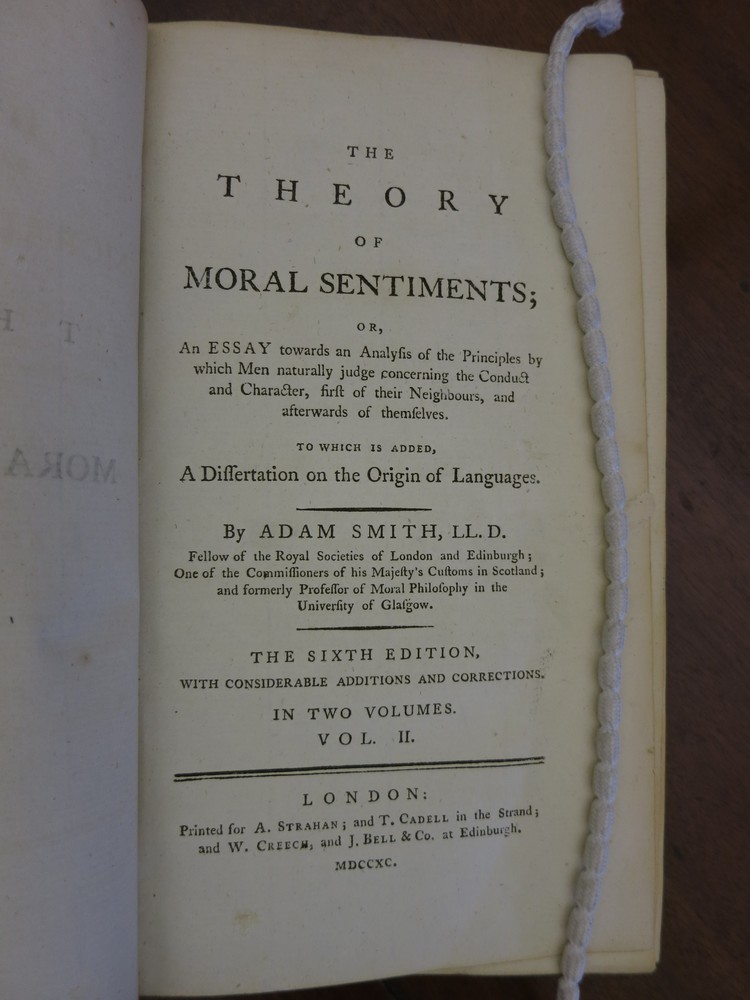 THE
THEORY
OF
MORAL SENTIMENTS;
OR,
An ESSAY towards an Analyſis of the Principles by
which Men naturally judge concerning the Conduct
and Character, firſt of their Neighbours, and
afterwards of themſelves.
TO WHICH IS ADDED,
A Diſſertation on the Origin of Languages.
By ADAM SMITH, LL.D.
Fellow of the Royal Societies of London and Edinburgh;
One of the Commiſſioners of his Majeſty's Cuſtoms in Scotland;
and formerly Profeſſor of Moral Philoſophy in the
Univerſity of Glaſgow.
THE SIXTH EDITION,
WITH CONSIDERABLE ADDITIONS AND CORRECTIONS.
IN TWO VOLUMES.
VOL. II.
LONDON:
Printed for A. STRAHAN; and T. CADELL in the Strand;
and W. CREECH, and J. BELL & Co. at Edinburgh.
MDCCXC.